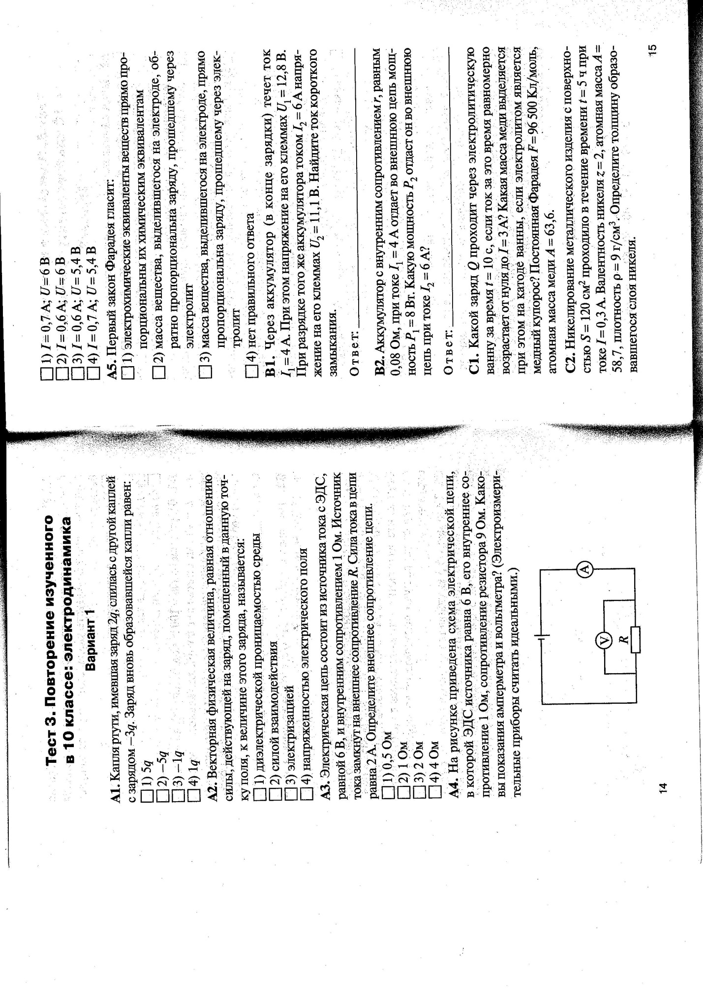 Тест 3. Повторение изученного
в 10 классе: электродинамика
Вариант 1
А1. Капля ртути, имевшая заряд 2q, слилась с другой каплей
с зарядом −3q. Заряд вновь образовавшейся капли равен:
1) 5q
2) −5q
3) −1q
4) 1q
А2. Векторная физическая величина, равная отношению
силы, действующей на заряд, помещенный в данную точ-
ку поля, к величине этого заряда, называется:
1) диэлектрической проницаемостью среды
2) силой взаимодействия
3) электризацией
4) напряженностью электрического поля
А3. Электрическая цепь состоит из источника тока с ЭДС,
равной 6 В, и внутренним сопротивлением 1 Ом. Источник
тока замкнут на внешнее сопротивление R. Сила тока в цепи
равна 2 А. Определите внешнее сопротивление цепи.
1) 0,5 Ом
2) 1 Ом
3) 2 Ом
4) 4 Ом
А4. На рисунке приведена схема электрической цепи,
в которой ЭДС источника равна 6 В, его внутреннее со-
противление 1 Ом, сопротивление резистора 9 Ом. Како-
вы показания амперметра и вольтметра? (Электроизмери-
тельные приборы считать идеальными.)
A
V
R
14
1) I = 0,7 А; U = 6 В
2) I = 0,6 А; U = 6 В
3) I = 0,6 А; U = 5,4 В
4) I = 0,7 А; U = 5,4 В
А5. Первый закон Фарадея гласит:
1) электрохимические эквиваленты веществ прямо про-
порциональны их химическим эквивалентам
2) масса вещества, выделившегося на электроде, об-
ратно пропорциональна заряду, прошедшему через
электролит
3) масса вещества, выделившегося на электроде, прямо
пропорциональна заряду, прошедшему через элек-
тролит
4) нет правильного ответа
В1. Через аккумулятор (в конце зарядки) течет ток
I₁ = 4 А. При этом напряжение на его клеммах U₁ = 12,8 В.
При разрядке того же аккумулятора током I₂ = 6 А напря-
жение на его клеммах U₂ = 11,1 В. Найдите ток короткого
замыкания.
Ответ:
В2. Аккумулятор с внутренним сопротивлением r, равным
0,08 Ом, при токе I₁ = 4 А отдает во внешнюю цепь мощ-
ность P₁ = 8 Вт. Какую мощность P₂ отдаст он во внешнюю
цепь при токе I₂ = 6 А?
Ответ:
С1. Какой заряд Q проходит через электролитическую
ванну за время t = 10 с, если ток за это время равномерно
возрастает от нуля до I = 3 А? Какая масса меди выделяется
при этом на катоде ванны, если электролитом является
медный купорос? Постоянная Фарадея F = 96 500 Кл/моль,
атомная масса меди A = 63,6.
С2. Никелирование металлического изделия с поверхно-
стью S = 120 см² проходило в течение времени t = 5 ч при
токе I = 0,3 А. Валентность никеля z = 2, атомная масса A =
58,7, плотность ρ = 9 г/см³. Определите толщину образо-
вавшегося слоя никеля.
15